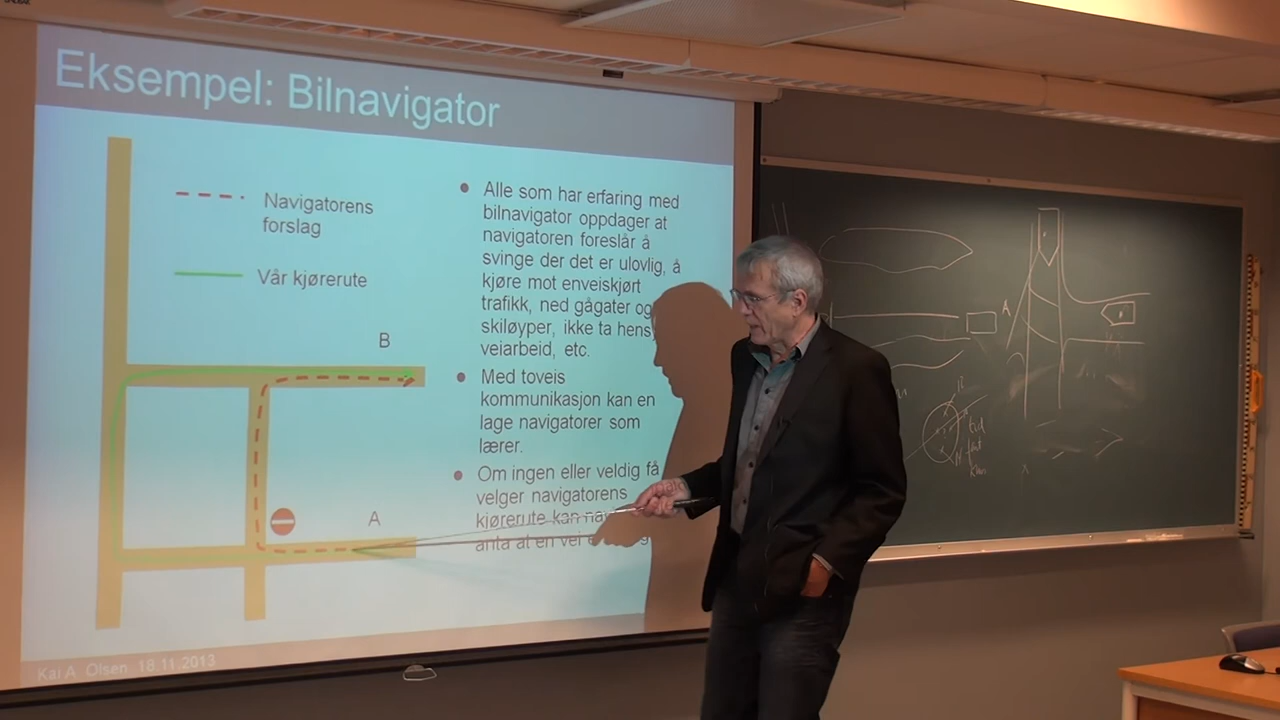 Eksempel: Bilnavigator
Navigatorens
forslag
Vår kjørerute
B
A
Alle som har erfaring med
bilnavigator oppdager at
navigatoren foreslår å
svinge der det er ulovlig, å
kjøre mot enveiskjørt
trafikk, ned gågater og
skiløyper, ikke ta
veiarbeid, etc.
Med toveis
kommunikasjon kan en
lage navigatorer som
lærer.
Om ingen eller veldig få
velger navigatorens
kjørerute kan
anta at en vei
Kai A. Olsen, 18.11.2013
A